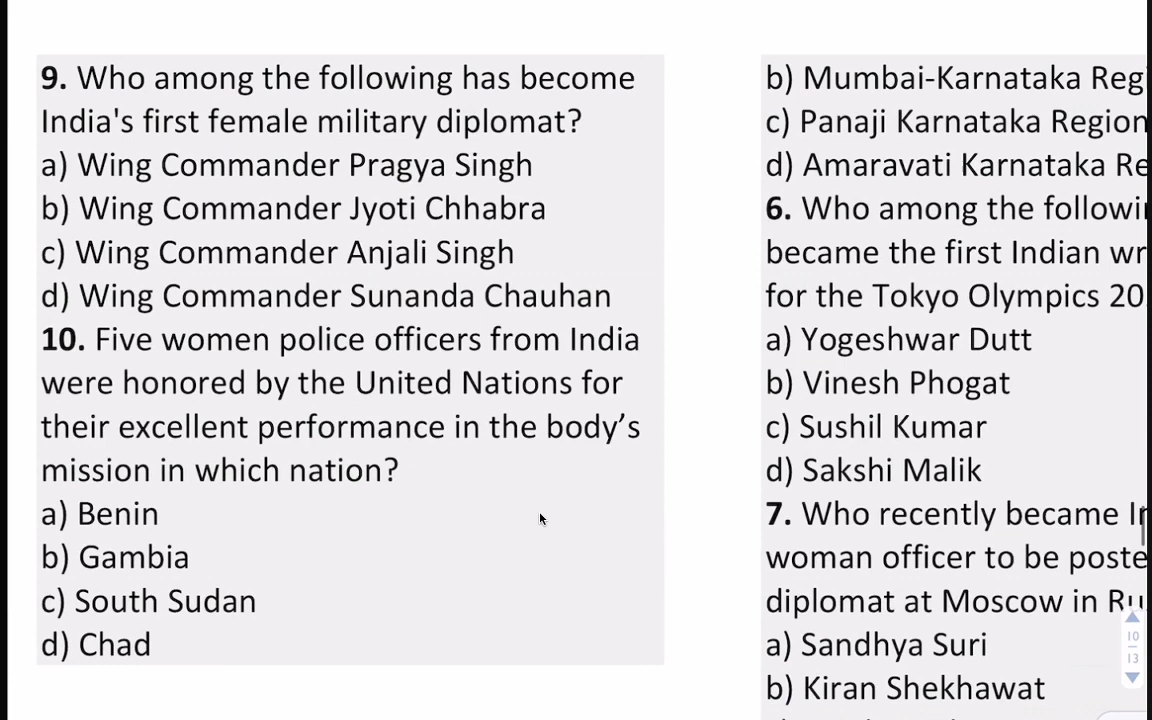 9. Who among the following has become
India's first female military diplomat?
a) Wing Commander Pragya Singh
b) Wing Commander Jyoti Chhabra
c) Wing Commander Anjali Singh
d) Wing Commander Sunanda Chauhan
10. Five women police officers from India
were honored by the United Nations for
their excellent performance in the body’s
mission in which nation?
a) Benin
b) Gambia
c) South Sudan
d) Chad
b) Mumbai-Karnataka Reg
c) Panaji Karnataka Region
d) Amaravati Karnataka Re
6. Who among the followi
became the first Indian wr
for the Tokyo Olympics 20
a) Yogeshwar Dutt
b) Vinesh Phogat
c) Sushil Kumar
d) Sakshi Malik
7. Who recently became I
woman officer to be poste
diplomat at Moscow in Ru
a) Sandhya Suri
b) Kiran Shekhawat
10
13